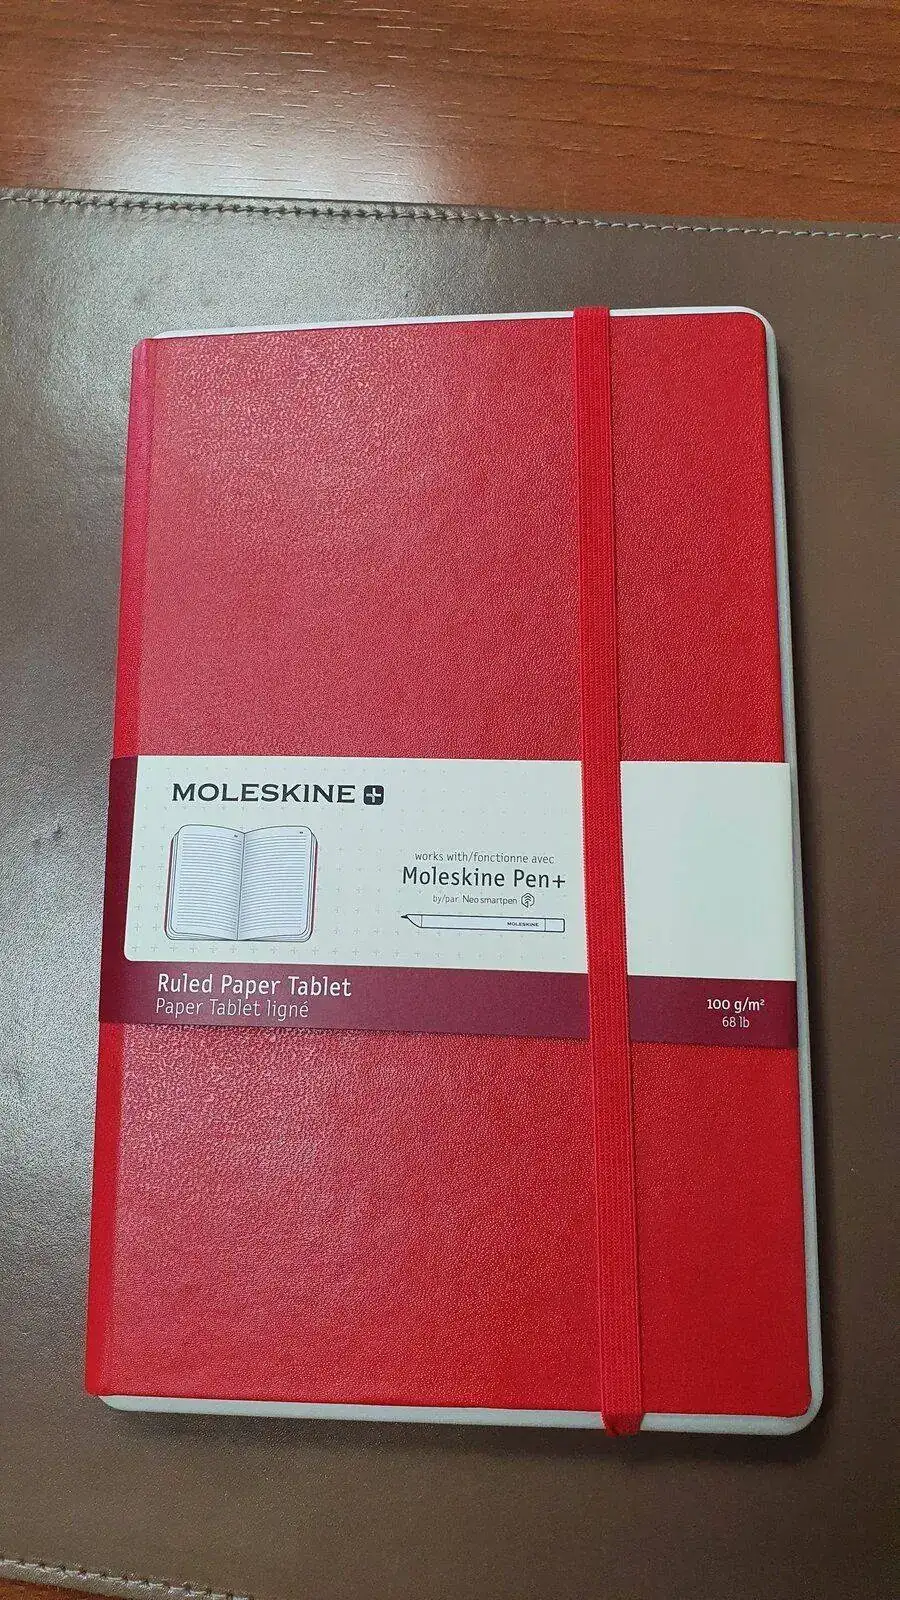 MOLESKINE +
works with/fonctionne avec
Moleskine Pen+
by/par Neo smartpen
MOLESKINE
Ruled Paper Tablet
Paper Tablet ligné
100 g/m²
68 lb